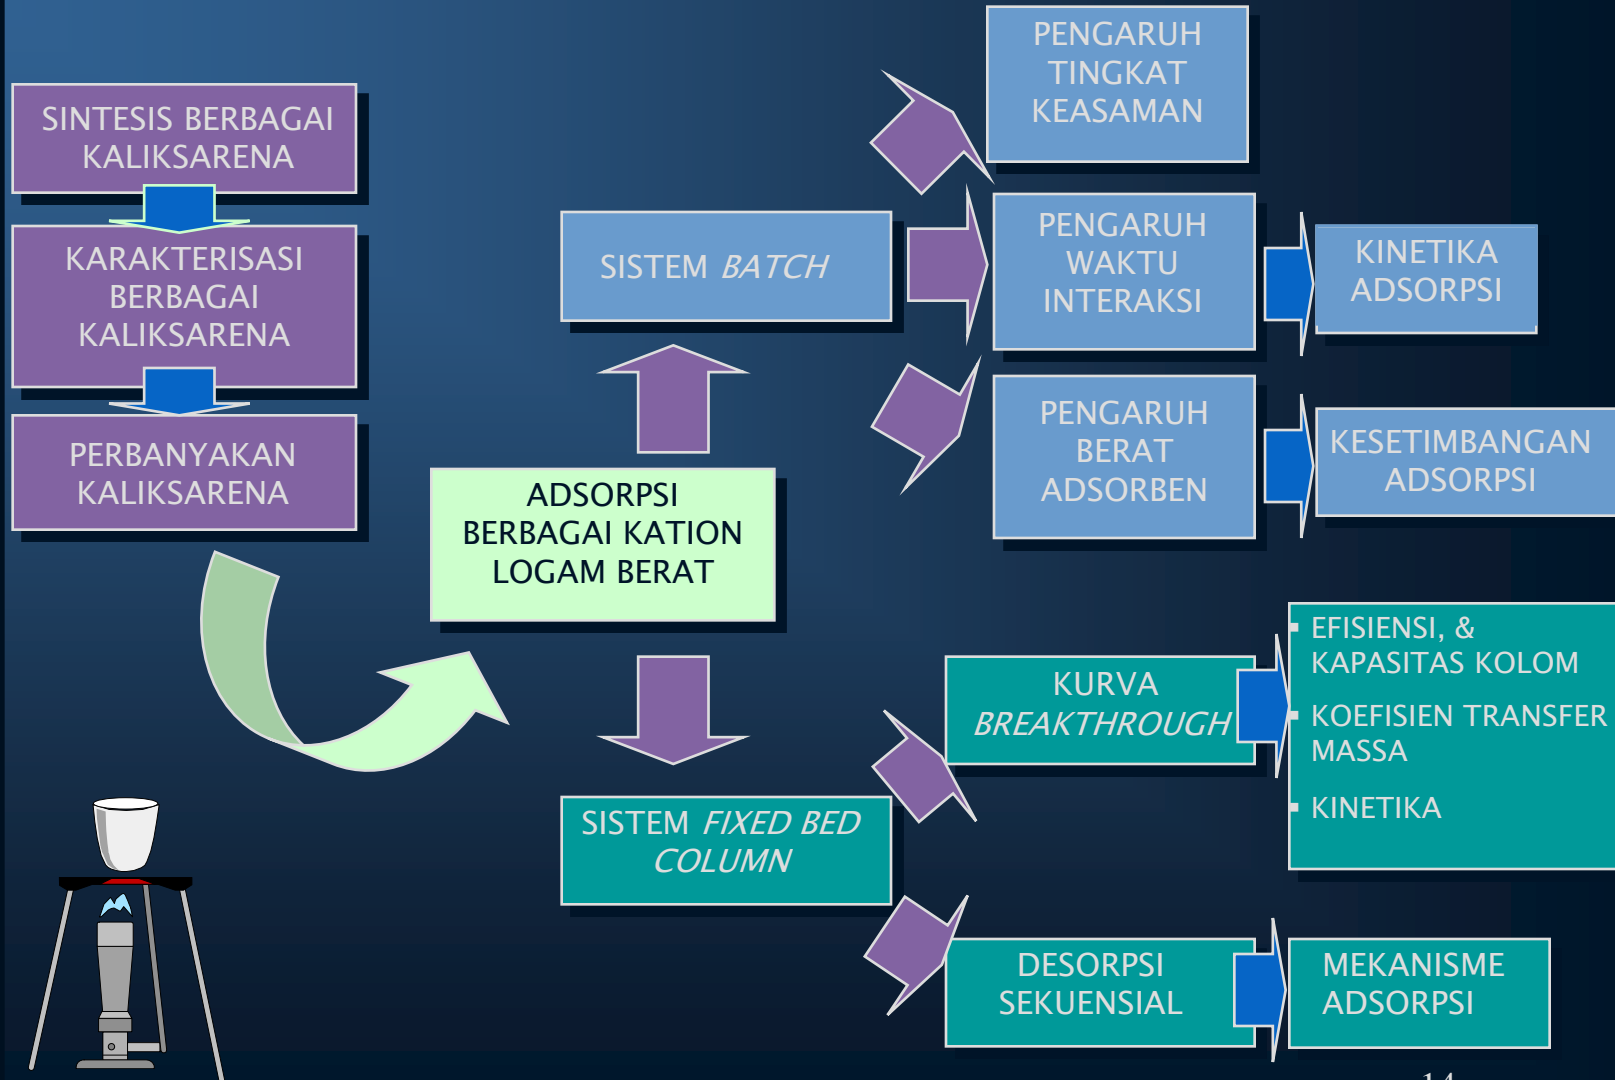 SINTESIS BERBAGAI
KALIKSARENA
KARAKTERISASI
BERBAGAI
KALIKSARENA
PERBANYAKAN
KALIKSARENA
ADSORPSI
BERBAGAI KATION
LOGAM BERAT
SISTEM BATCH
PENGARUH
TINGKAT
KEASAMAN
PENGARUH
WAKTU
INTERAKSI
KINETIKA
ADSORPSI
PENGARUH
BERAT
ADSORBEN
KESETIMBANGAN
ADSORPSI
SISTEM FIXED BED
COLUMN
KURVA
BREAKTHROUGH
▪ EFISIENSI, &
KAPASITAS KOLOM
▪ KOEFISIEN TRANSFER
MASSA
▪ KINETIKA
DESORPSI
SEKUENSIAL
MEKANISME
ADSORPSI
14